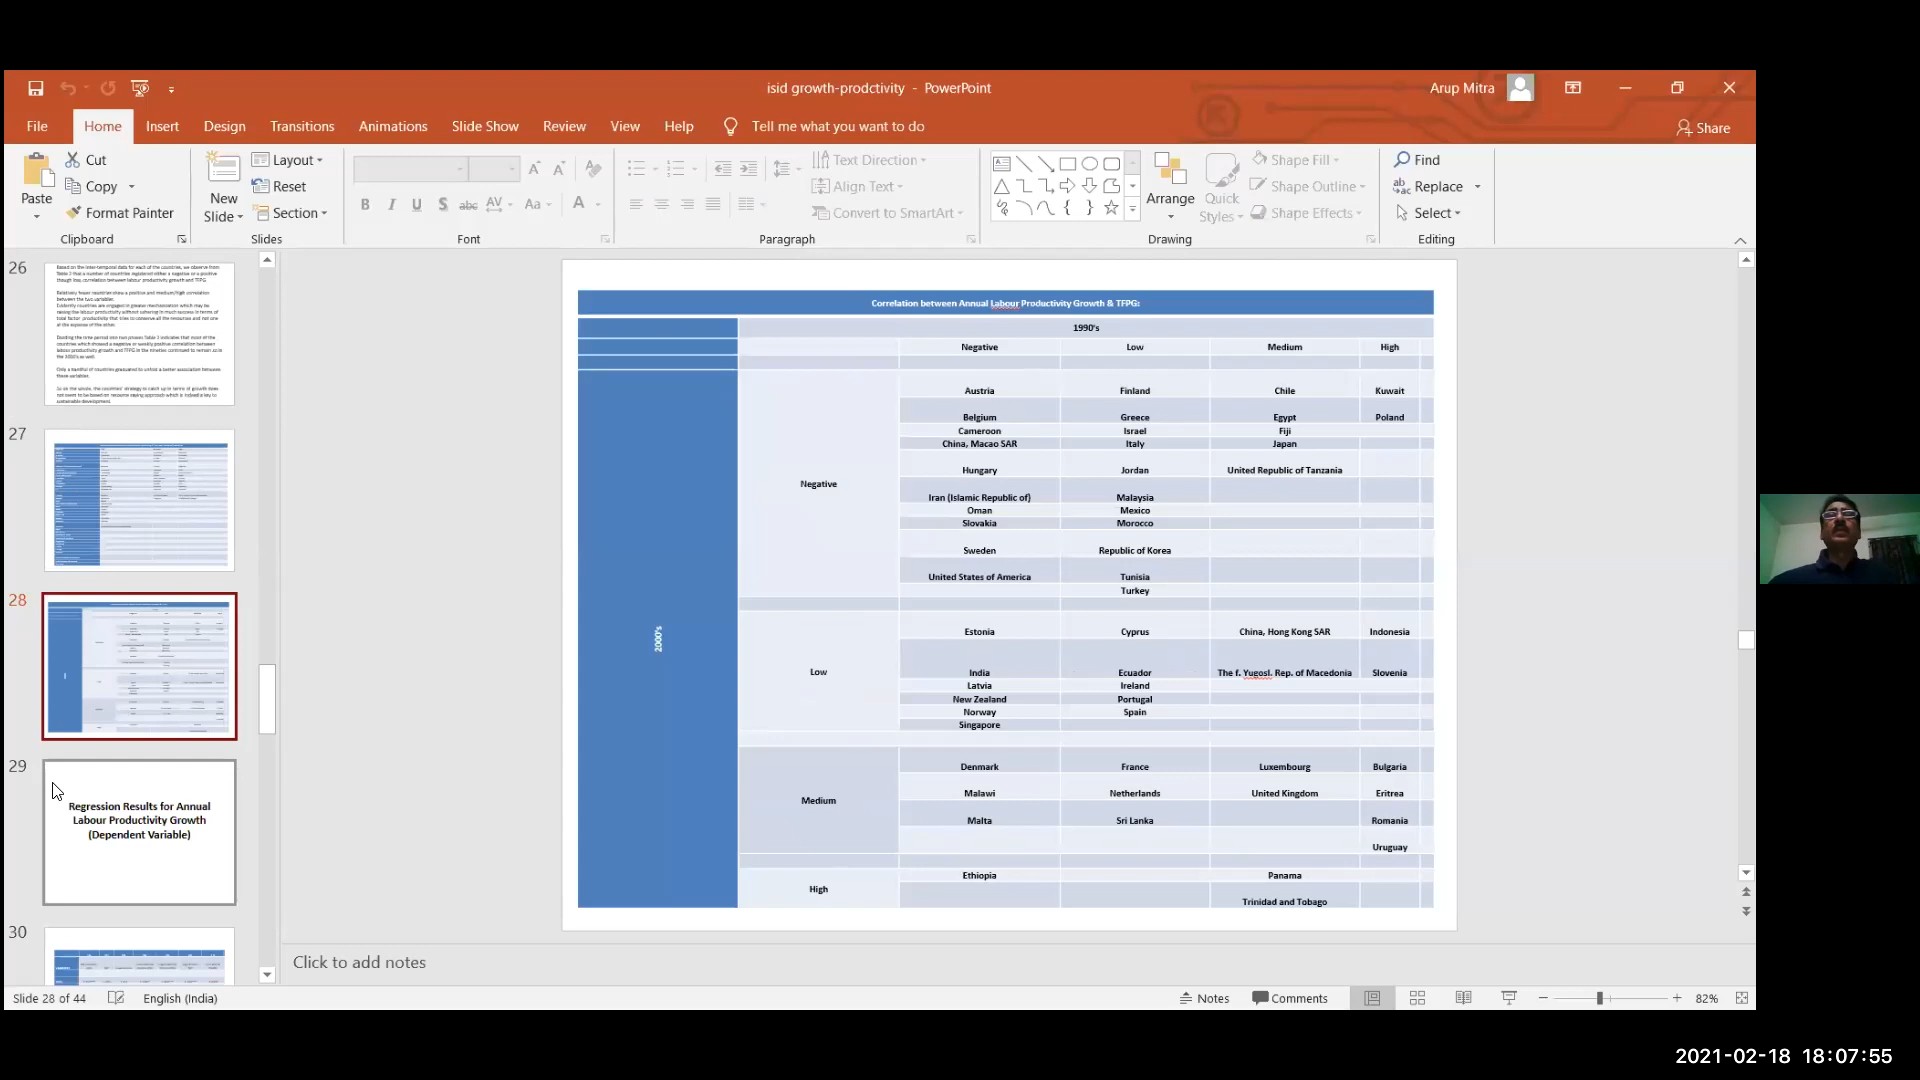 isid growth-prodctivity - PowerPoint
Arup Mitra
File Home Insert Design Transitions Animations Slide Show Review View Help Tell me what you want to do
Share
Paste Cut Copy Format Painter
Clipboard
New Slide Layout Reset Section
Slides
B I U S abc AV Aa A
Font
Text Direction
Align Text
Convert to SmartArt
Paragraph
Arrange
Quick Styles
Shape Fill
Shape Outline
Shape Effects
Drawing
Find
Replace
Select
Editing
26
27
28
29
Regression Results for Annual
Labour Productivity Growth
(Dependent Variable)
30
Correlation between Annual Labour Productivity Growth & TFPG:
1990's
Negative Low Medium High
2000's
Negative
Austria Finland Chile Kuwait
Belgium Greece Egypt Poland
Cameroon Israel Fiji
China, Macao SAR Italy Japan
Hungary Jordan United Republic of Tanzania
Iran (Islamic Republic of) Malaysia
Oman Mexico
Slovakia Morocco
Sweden Republic of Korea
United States of America Tunisia
Turkey
Low
Estonia Cyprus China, Hong Kong SAR Indonesia
India Ecuador The f. Yugosl. Rep. of Macedonia Slovenia
Latvia Ireland
New Zealand Portugal
Norway Spain
Singapore
Medium
Denmark France Luxembourg Bulgaria
Malawi Netherlands United Kingdom Eritrea
Malta Sri Lanka Romania
Uruguay
High
Ethiopia Panama
Trinidad and Tobago
Click to add notes
Slide 28 of 44 English (India) Notes Comments 82%
2021-02-18 18:07:55